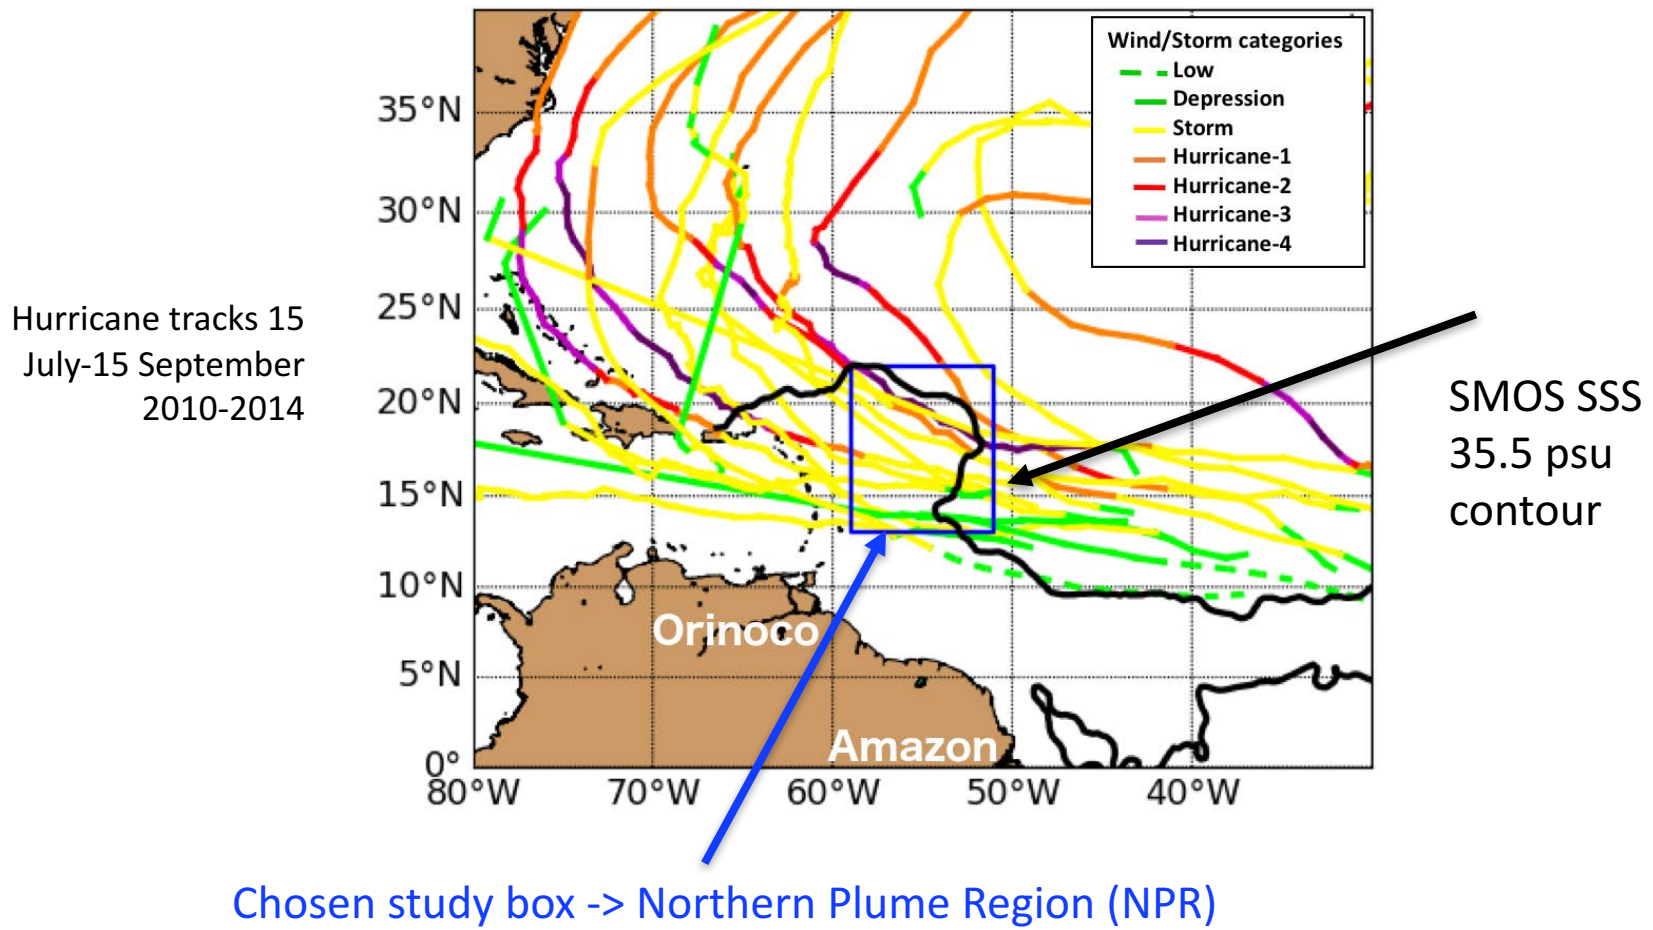 Wind/Storm categories
Low
Depression
Storm
Hurricane-1
Hurricane-2
Hurricane-3
Hurricane-4
35°N
30°N
25°N
20°N
15°N
10°N
5°N
0°
80°W 70°W 60°W 50°W 40°W
Hurricane tracks 15
July-15 September
2010-2014
SMOS SSS
35.5 psu
contour
Orinoco
Amazon
Chosen study box -> Northern Plume Region (NPR)